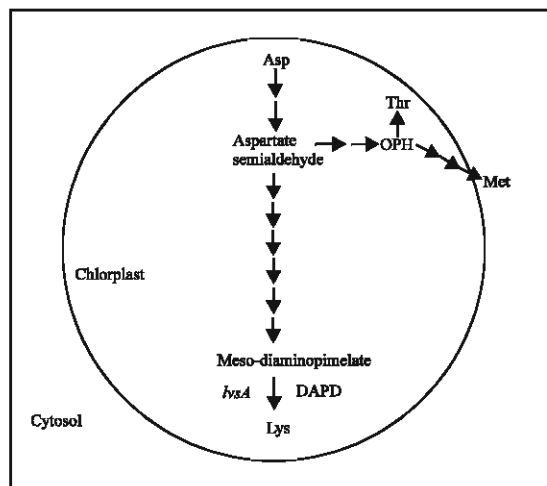 Asp
Thr
Aspartate
semialdehyde
OPH
Met
Chlorplast
Meso-diaminopimelate
lysA DAPD
Cytosol
Lys